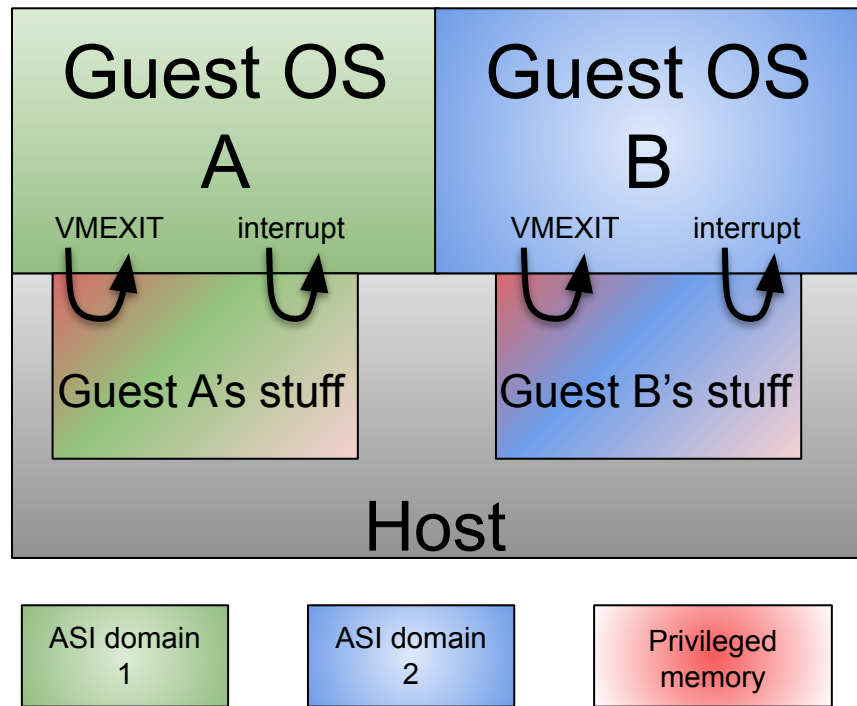 Guest OS
A
Guest OS
B
VMEXIT
interrupt
VMEXIT
interrupt
Guest A’s stuff
Guest B’s stuff
Host
ASI domain
1
ASI domain
2
Privileged
memory